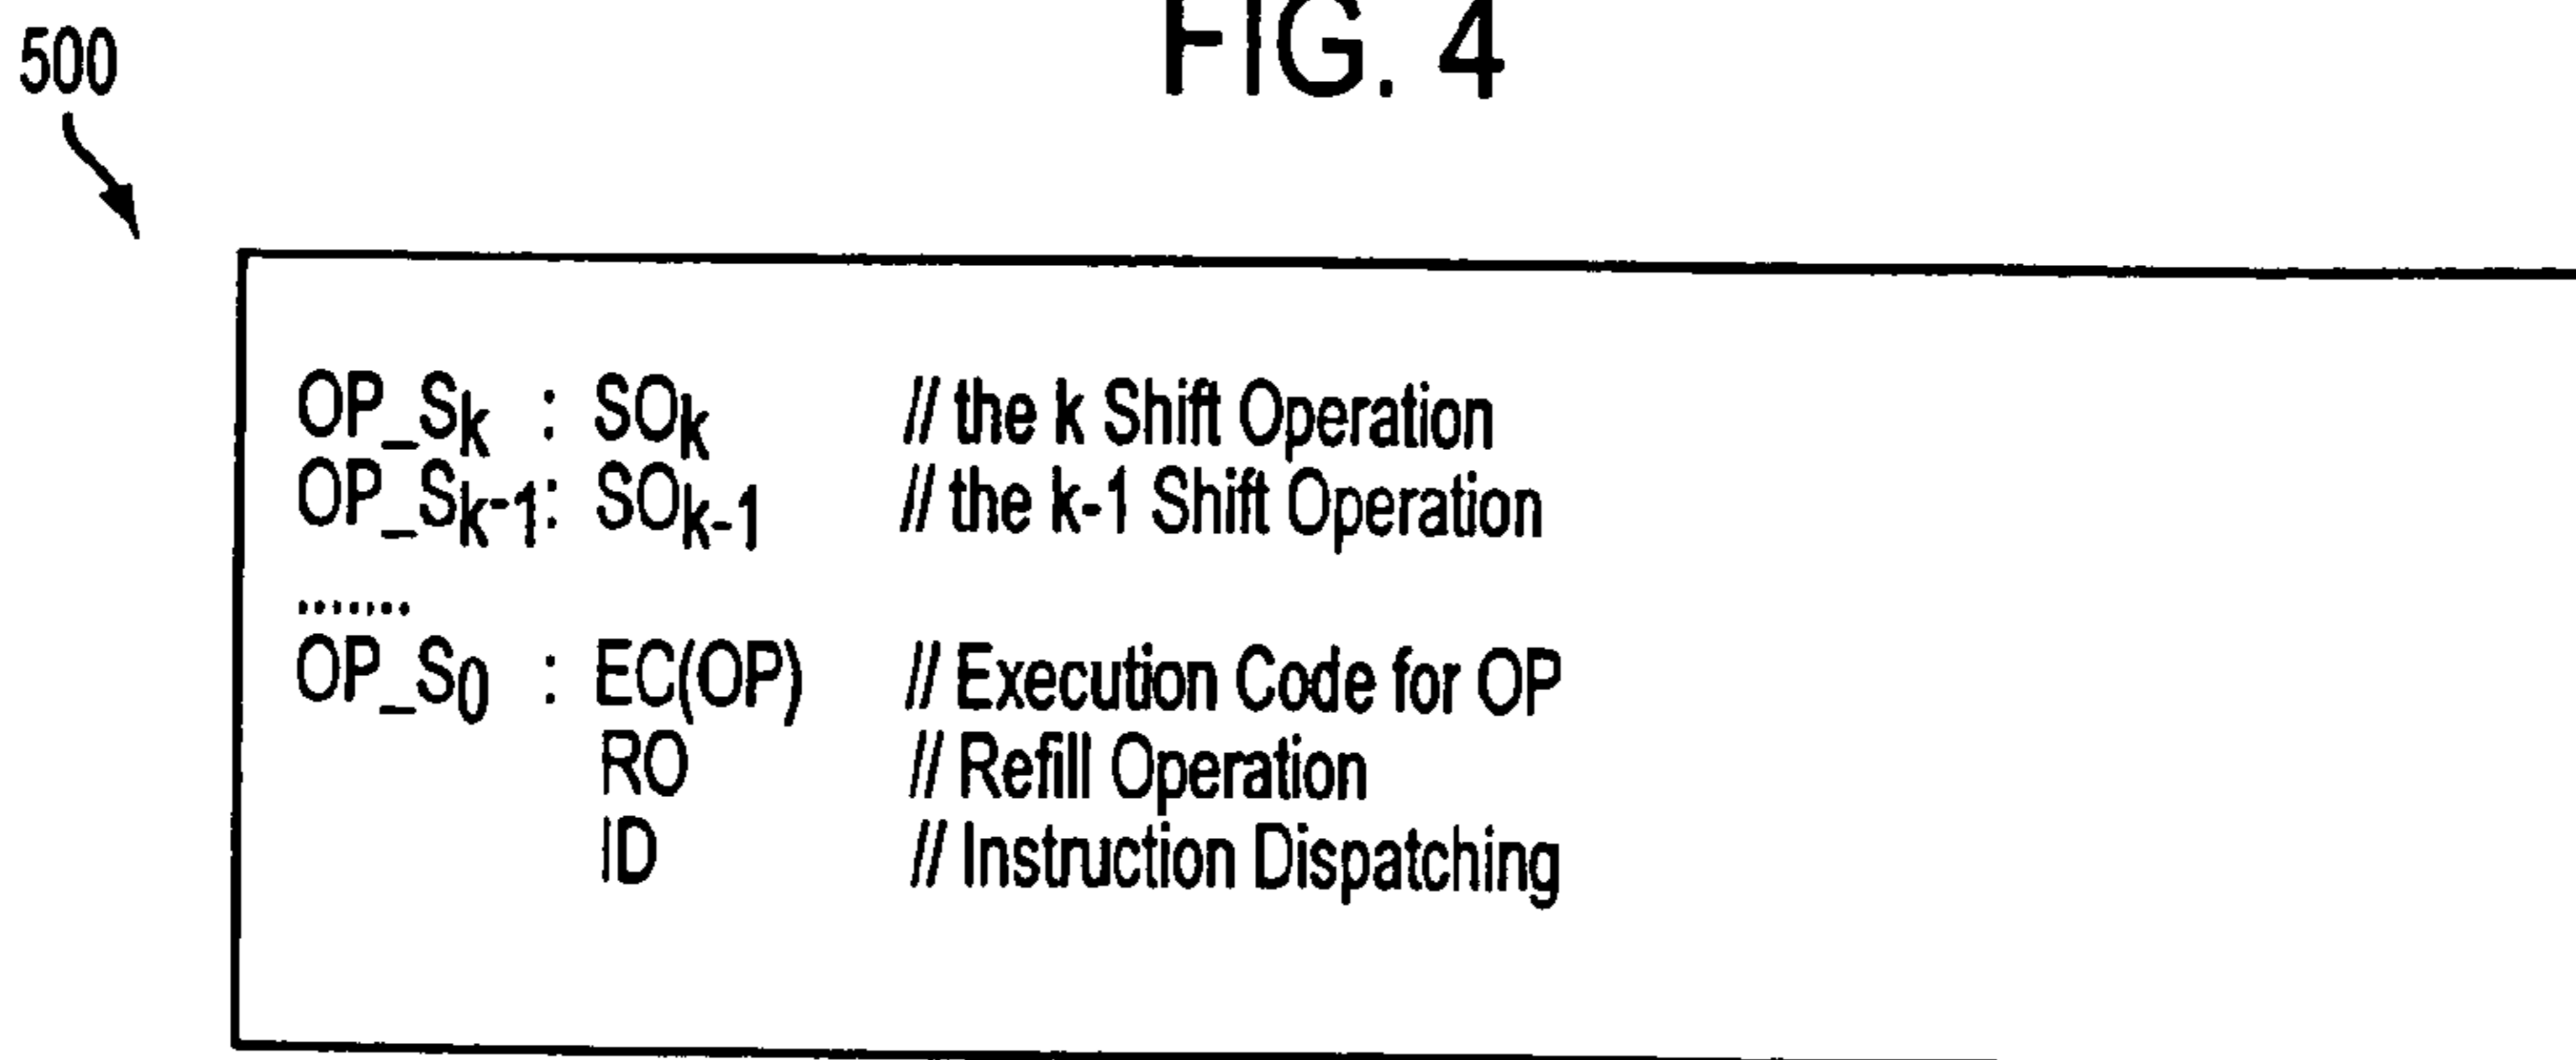 FIG. 4
500
OP_Sk : SOk // the k Shift Operation
OP_Sk-1: SOk-1 // the k-1 Shift Operation
.......
OP_S0 : EC(OP) // Execution Code for OP
RO // Refill Operation
ID // Instruction Dispatching